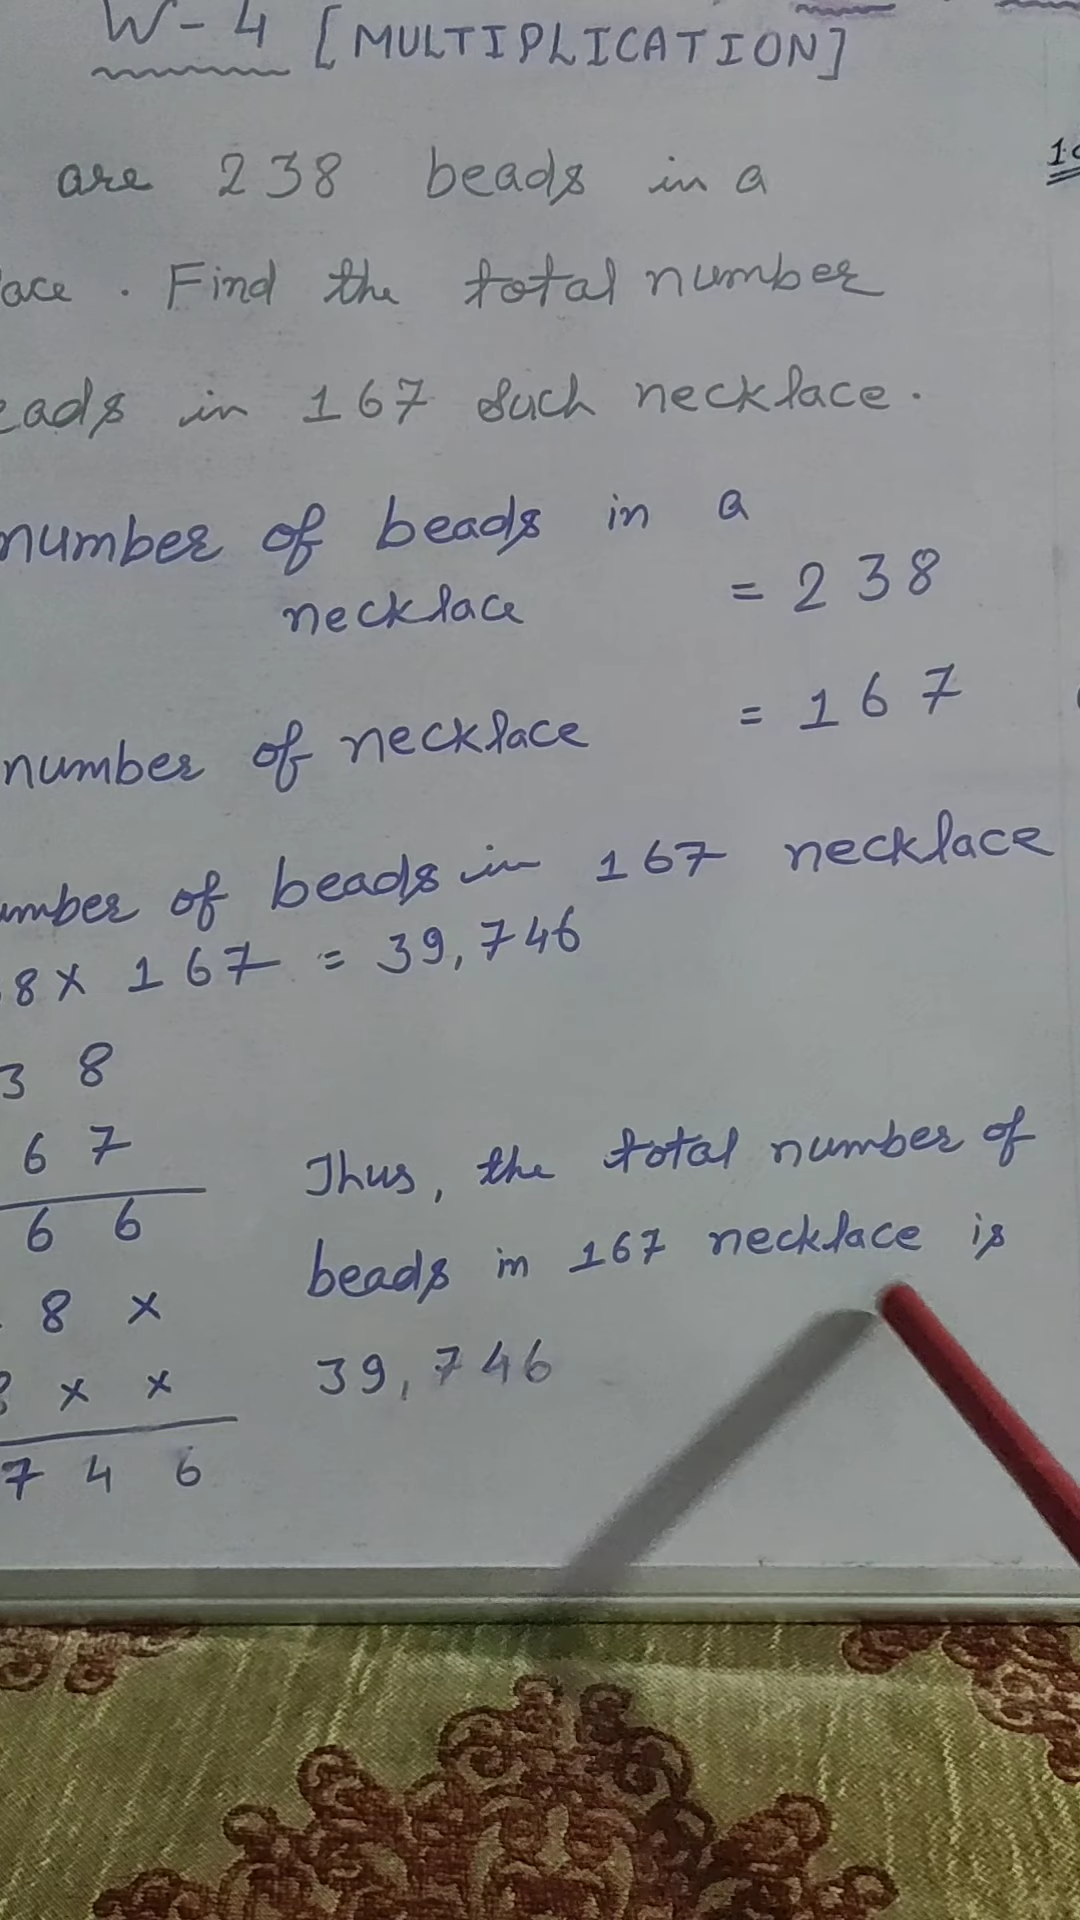 W-4 [MULTIPLICATION]
are 238 beads in a
ace. Find the total number
eads in 167 such necklace.
number of beads in a
necklace = 238
number of necklace = 167
umber of beads in 167 necklace
8 x 167 = 39,746
3 8
6 7
6 6
8 x
x x
7 4 6
Thus, the total number of
beads in 167 necklace is
39,746